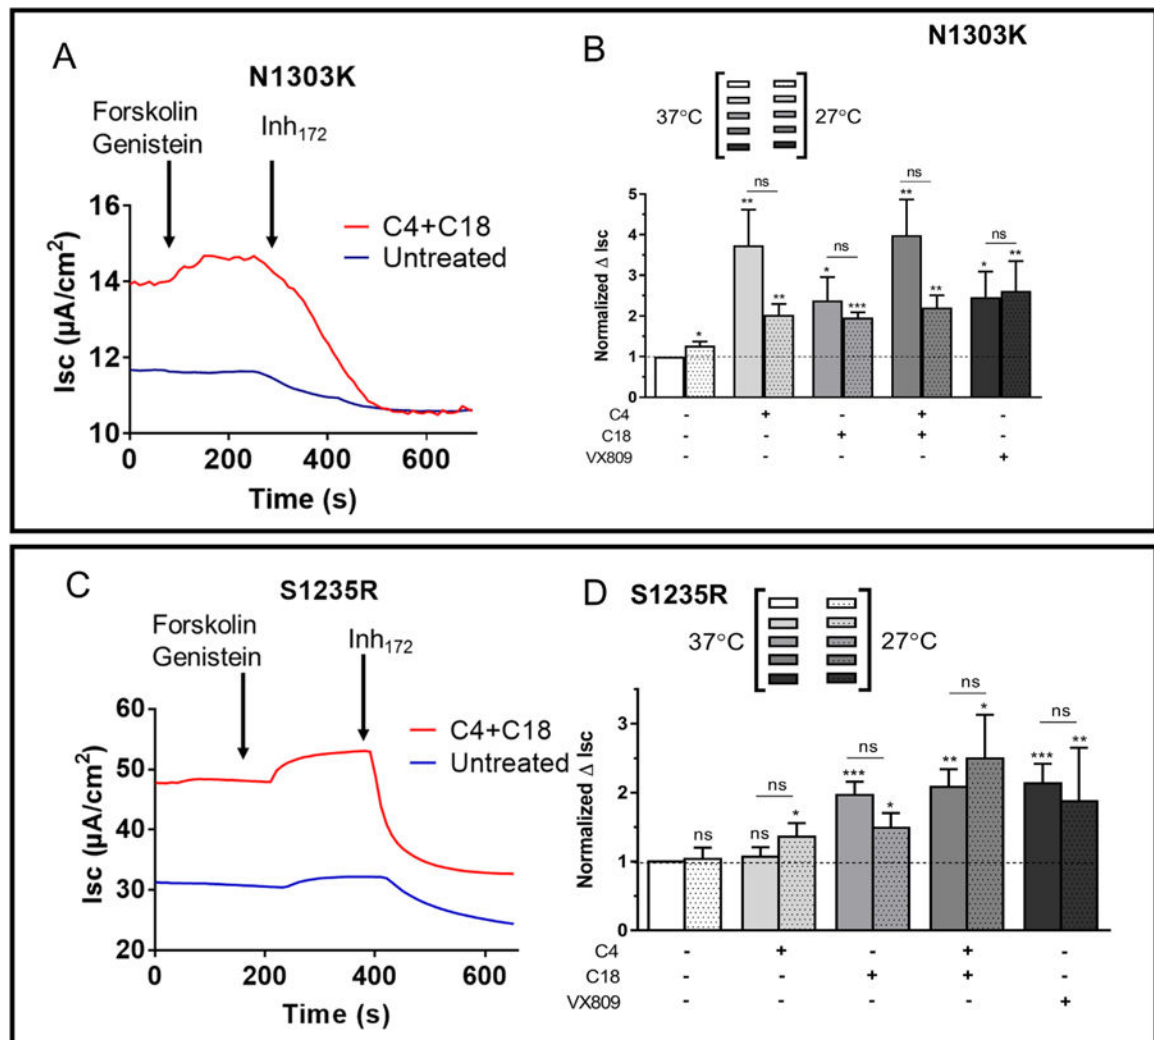 A
N1303K
Forskolin
Genistein
Inh172
C4+C18
Untreated
16
14
12
10
Isc (µA/cm2)
0 200 400 600
Time (s)
B
N1303K
37°C
27°C
ns
ns
ns
ns
** ** * *** ** ** * **
*
Normalized Δ Isc
5
4
3
2
1
0
C4 - + - + -
C18 - - + + -
VX809 - - - - +
C
S1235R
Forskolin
Genistein
Inh172
C4+C18
Untreated
60
50
40
30
20
Isc (µA/cm2)
0 200 400 600
Time (s)
D
S1235R
37°C
27°C
ns
ns
ns
ns
ns ns * *** * ** * *** **
Normalized Δ Isc
3
2
1
0
C4 - + - + -
C18 - - + + -
VX809 - - - - +